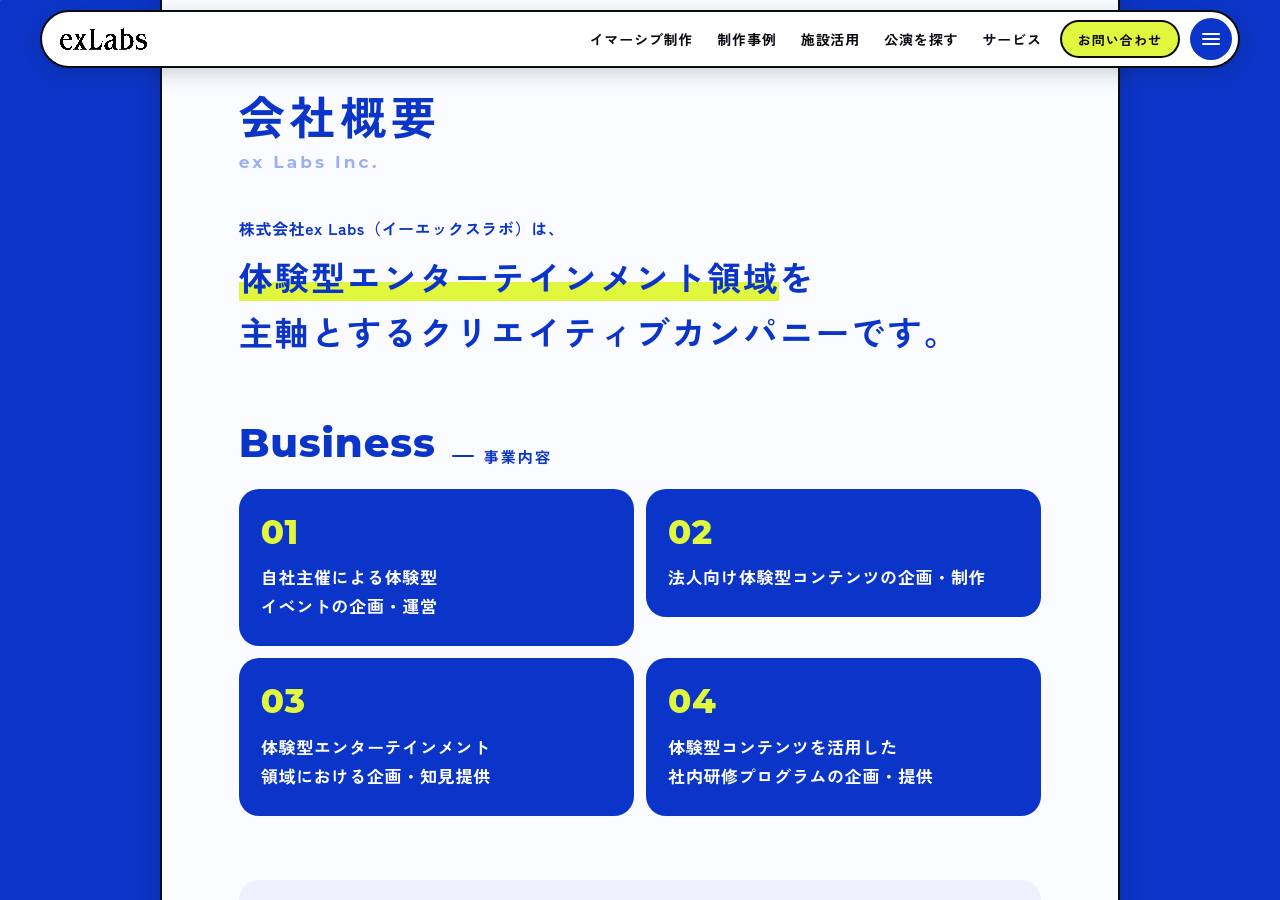 exLabs
イマーシブ制作
制作事例
施設活用
公演を探す
サービス
お問い合わせ
会社概要
ex Labs Inc.
株式会社ex Labs（イーエックスラボ）は、
体験型エンターテインメント領域を
主軸とするクリエイティブカンパニーです。
Business — 事業内容
01
自社主催による体験型
イベントの企画・運営
02
法人向け体験型コンテンツの企画・制作
03
体験型エンターテインメント
領域における企画・知見提供
04
体験型コンテンツを活用した
社内研修プログラムの企画・提供